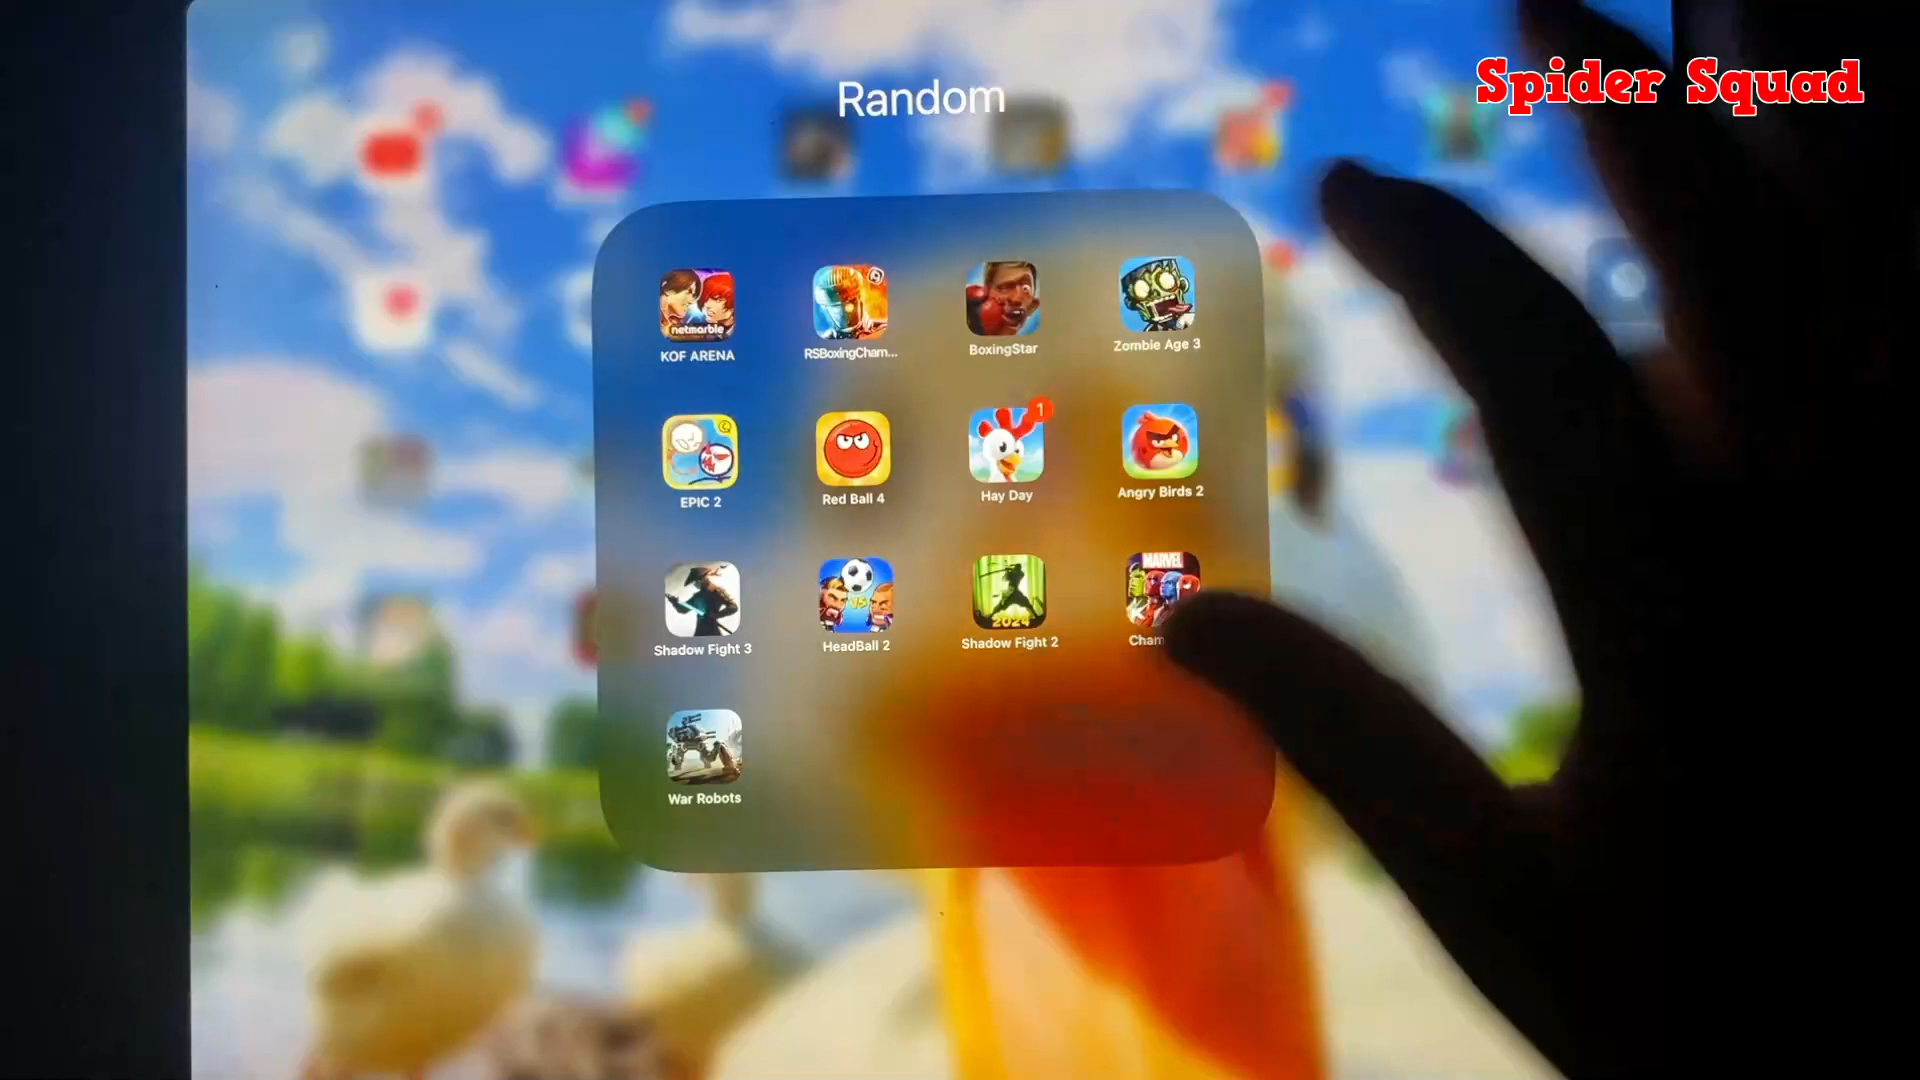 Spider Squad
Random
netmarble
KOF ARENA
RSBoxingCham...
BoxingStar
Zombie Age 3
EPIC 2
Red Ball 4
1
Hay Day
Angry Birds 2
Shadow Fight 3
VS
HeadBall 2
2024
Shadow Fight 2
MARVEL
Cham
War Robots